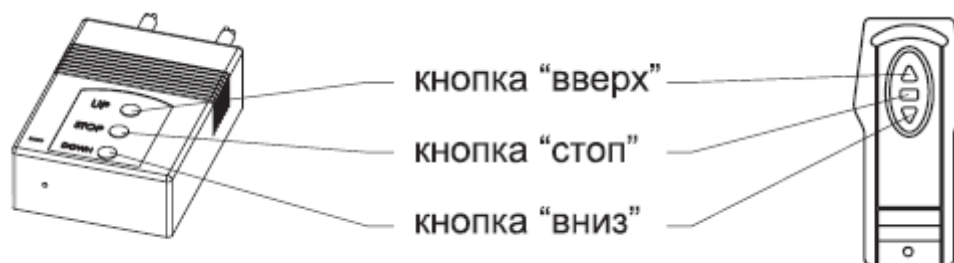 кнопка “вверх”
UP
STOP
кнопка “стоп”
DOWN
кнопка “вниз”